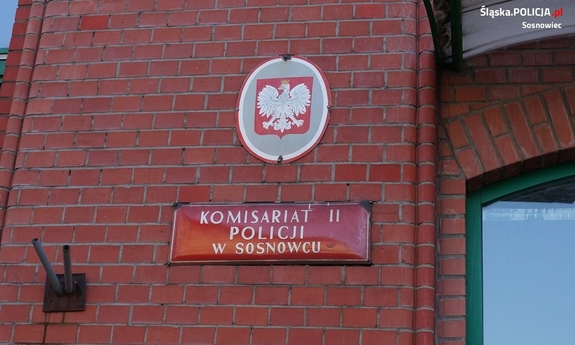 Śląska.POLICJA.pl
Sosnowiec
KOMISARIAT II
POLICJI
W SOSNOWCU